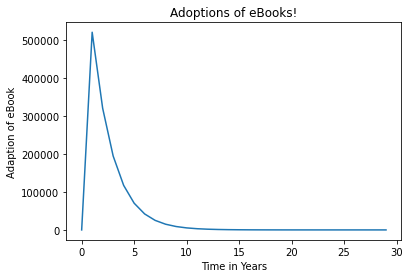 Adoptions of eBooks!
500000
400000
300000
200000
100000
0
Adaption of eBook
0 5 10 15 20 25 30
Time in Years